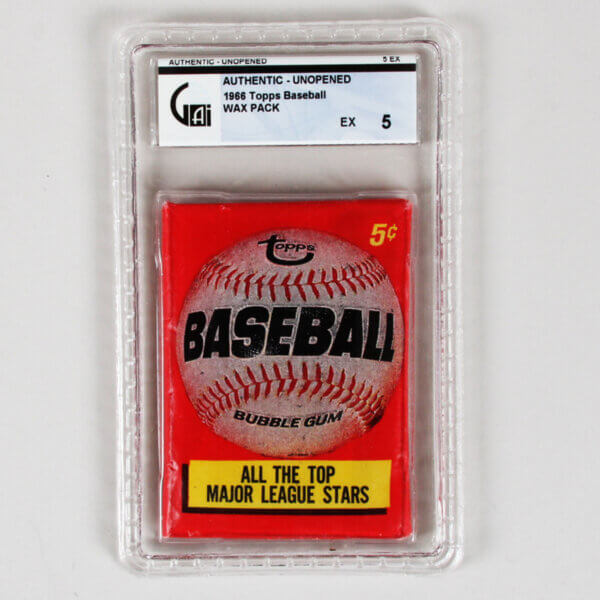 AUTHENTIC - UNOPENED 5 EX
GAi
AUTHENTIC - UNOPENED
1966 Topps Baseball
WAX PACK
EX 5
5¢
Topps
BASEBALL
BUBBLE GUM
ALL THE TOP
MAJOR LEAGUE STARS